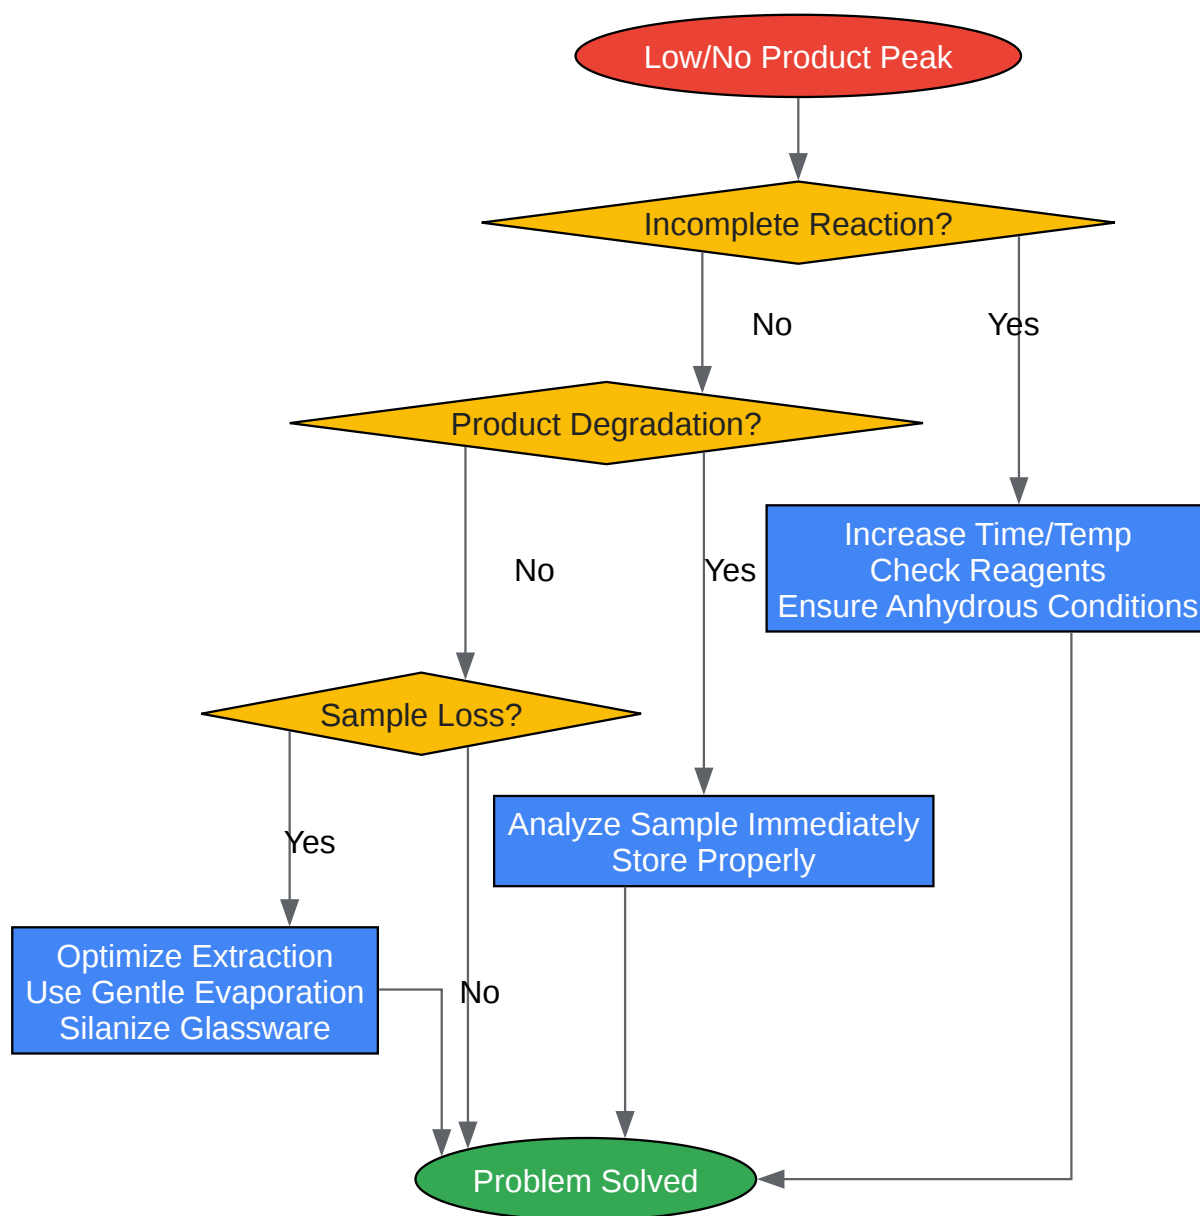 Low/No Product Peak
Incomplete Reaction?
No
Yes
Product Degradation?
Increase Time/Temp
Check Reagents
Ensure Anhydrous Conditions
No
Yes
Sample Loss?
Analyze Sample Immediately
Store Properly
Yes
Optimize Extraction
Use Gentle Evaporation
Silanize Glassware
No
Problem Solved